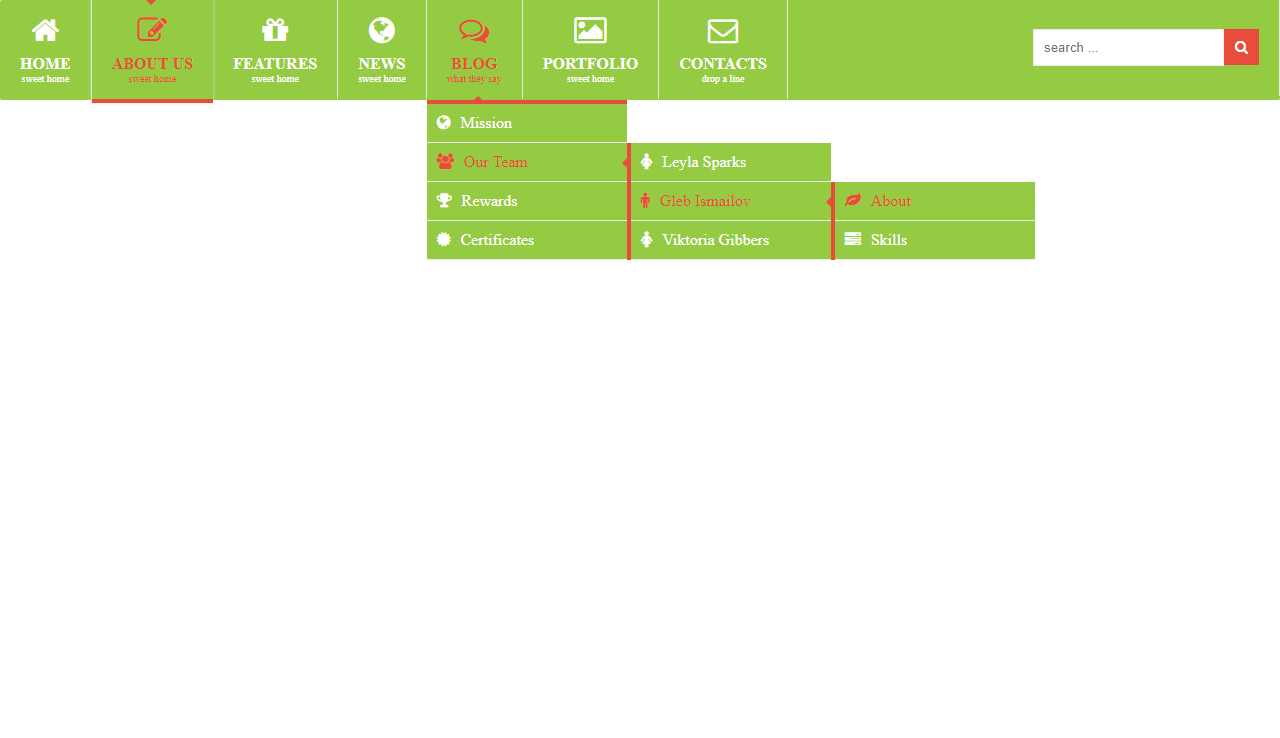 HOME
sweet home
ABOUT US
sweet home
FEATURES
sweet home
NEWS
sweet home
BLOG
what they say
PORTFOLIO
sweet home
CONTACTS
drop a line
search ...
Mission
Our Team
Rewards
Certificates
Leyla Sparks
Gleb Ismailov
Viktoria Gibbers
About
Skills